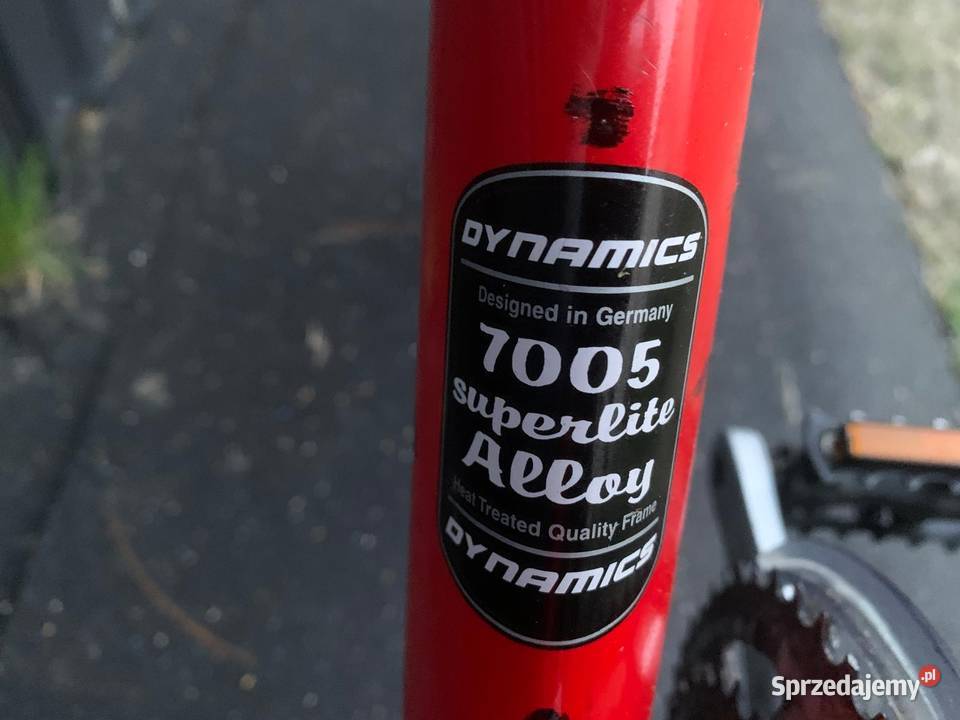 DYNAMICS
Designed in Germany
7005
superlite
Alloy
Heat Treated Quality Frame
DYNAMICS
Sprzedajemy.pl